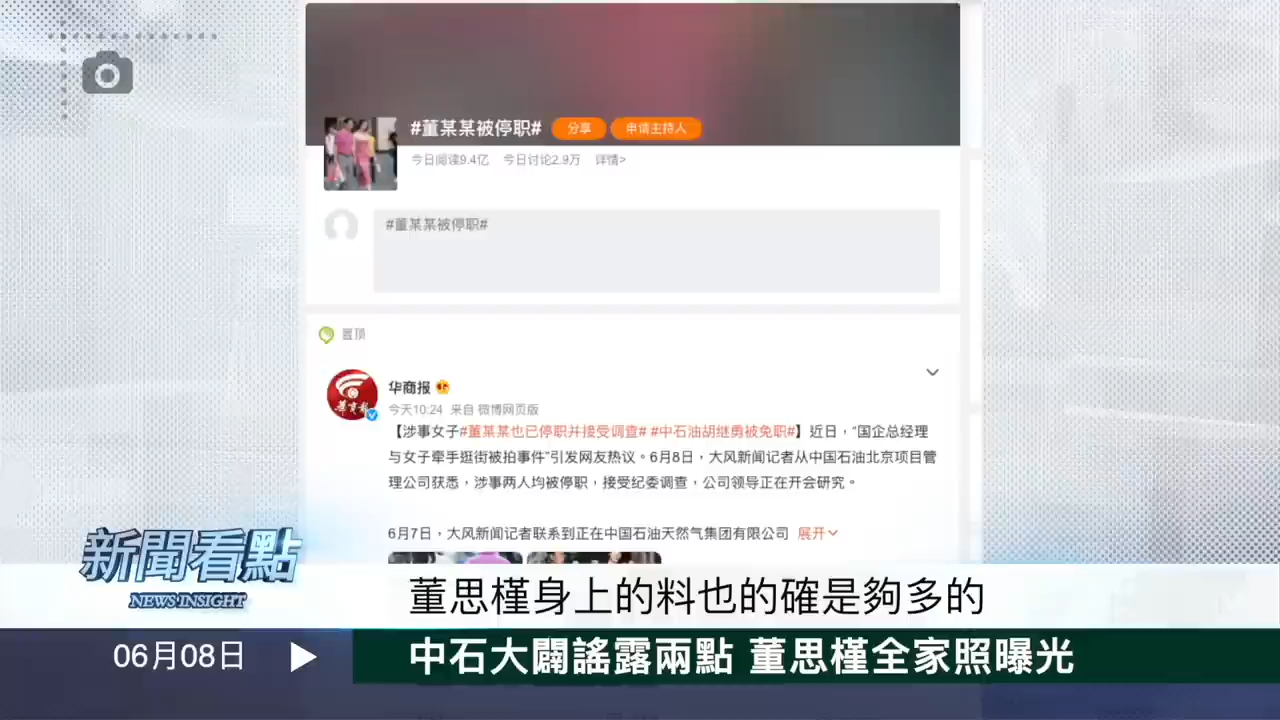 #董某某被停职#
分享
申请主持人
今日阅读9.4亿 今日讨论2.9万 详情>
#董某某被停职#
置顶
华商报
今天10:24 来自 微博网页版
【涉事女子#董某某也已停职并接受调查# #中石油胡继勇被免职#】近日，“国企总经理
与女子牵手逛街被拍事件”引发网友热议。6月8日，大风新闻记者从中国石油北京项目管
理公司获悉，涉事两人均被停职，接受纪委调查，公司领导正在开会研究。
6月7日，大风新闻记者联系到正在中国石油天然气集团有限公司 展开
新聞看點
NEWS INSIGHT
董思槿身上的料也的確是夠多的
06月08日
中石大闢謠露兩點 董思槿全家照曝光